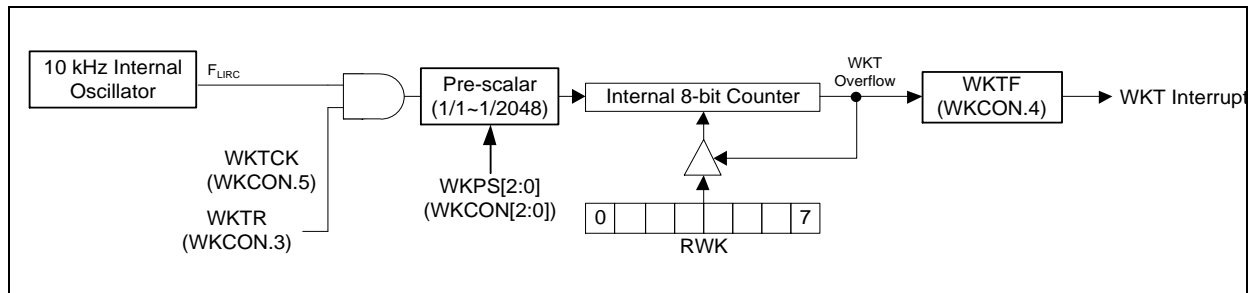 10 kHz Internal
Oscillator
FLIRC
WKTCK
(WKCON.5)
WKTR
(WKCON.3)
Pre-scalar
(1/1~1/2048)
WKPS[2:0]
(WKCON[2:0])
Internal 8-bit Counter
0 7
RWK
WKT
Overflow
WKTF
(WKCON.4)
WKT Interrupt